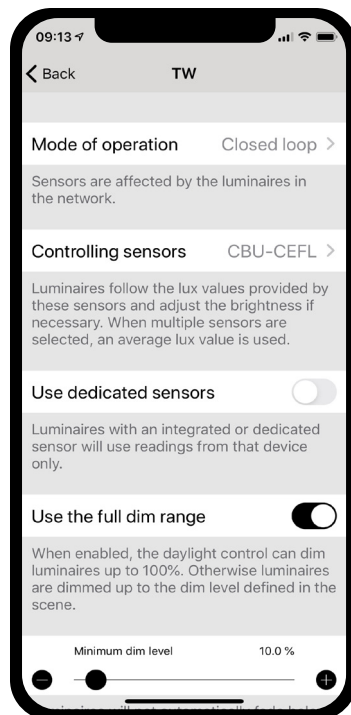 09:13
Back TW
Mode of operation Closed loop
Sensors are affected by the luminaires in
the network.
Controlling sensors CBU-CEFL
Luminaires follow the lux values provided by
these sensors and adjust the brightness if
necessary. When multiple sensors are
selected, an average lux value is used.
Use dedicated sensors
Luminaires with an integrated or dedicated
sensor will use readings from that device
only.
Use the full dim range
When enabled, the daylight control can dim
luminaires up to 100%. Otherwise luminaires
are dimmed up to the dim level defined in the
scene.
Minimum dim level 10.0 %